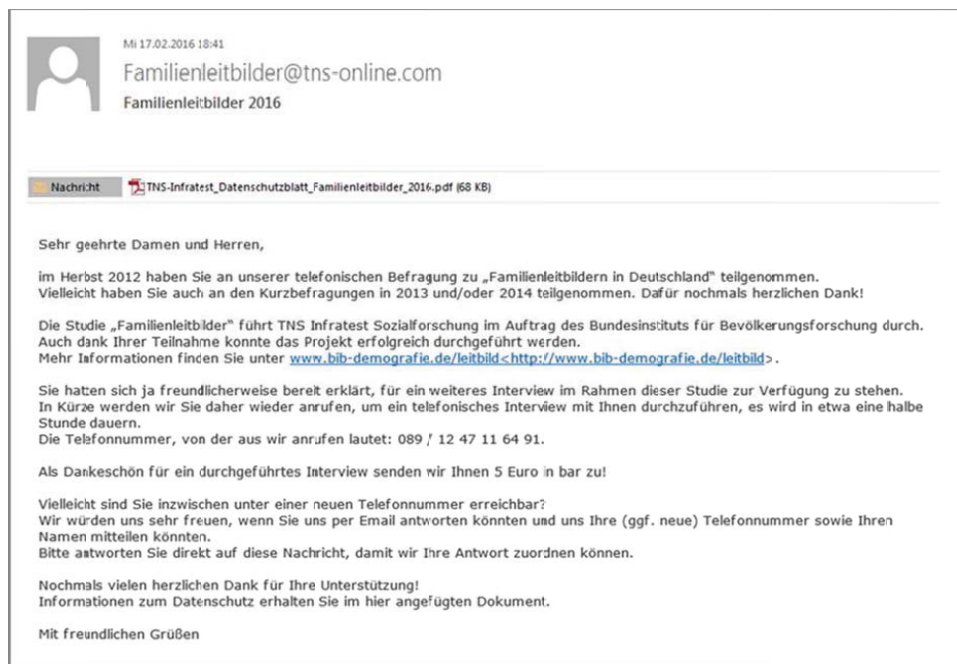 Mi 17.02.2016 18:41
Familienleitbilder@tns-online.com
Familienleitbilder 2016
Nachricht TNS-Infratest_Datenschutzblatt_Familienleitbilder_2016.pdf (68 KB)
Sehr geehrte Damen und Herren,
im Herbst 2012 haben Sie an unserer telefonischen Befragung zu „Familienleitbildern in Deutschland" teilgenommen.
Vielleicht haben Sie auch an den Kurzbefragungen in 2013 und/oder 2014 teilgenommen. Dafür nochmals herzlichen Dank!
Die Studie „Familienleitbilder" führt TNS Infratest Sozialforschung im Auftrag des Bundesinstituts für Bevölkerungsforschung durch.
Auch dank Ihrer Teilnahme konnte das Projekt erfolgreich durchgeführt werden.
Mehr Informationen finden Sie unter www.bib-demografie.de/leitbild<http://www.bib-demografie.de/leitbild>.
Sie hatten sich ja freundlicherweise bereit erklärt, für ein weiteres Interview im Rahmen dieser Studie zur Verfügung zu stehen.
In Kürze werden wir Sie daher wieder anrufen, um ein telefonisches Interview mit Ihnen durchzuführen, es wird in etwa eine halbe
Stunde dauern.
Die Telefonnummer, von der aus wir anrufen lautet: 089 / 12 47 11 64 91.
Als Dankeschön für ein durchgeführtes Interview senden wir Ihnen 5 Euro in bar zu!
Vielleicht sind Sie inzwischen unter einer neuen Telefonnummer erreichbar?
Wir würden uns sehr freuen, wenn Sie uns per Email antworten könnten und uns Ihre (ggf. neue) Telefonnummer sowie Ihren
Namen mitteilen könnten.
Bitte antworten Sie direkt auf diese Nachricht, damit wir Ihre Antwort zuordnen können.
Nochmals vielen herzlichen Dank für Ihre Unterstützung!
Informationen zum Datenschutz erhalten Sie im hier angefügten Dokument.
Mit freundlichen Grüßen